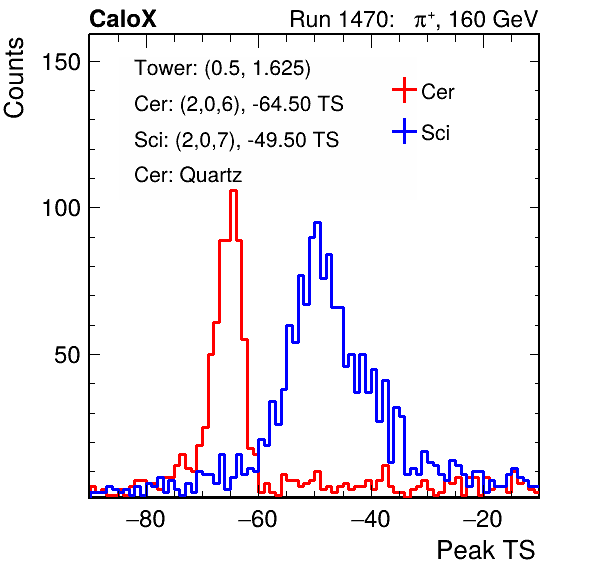 CaloX Run 1470: π⁺, 160 GeV
Counts
Tower: (0.5, 1.625)
Cer: (2,0,6), -64.50 TS
Sci: (2,0,7), -49.50 TS
Cer: Quartz
Cer
Sci
150
100
50
−80 −60 −40 −20
Peak TS